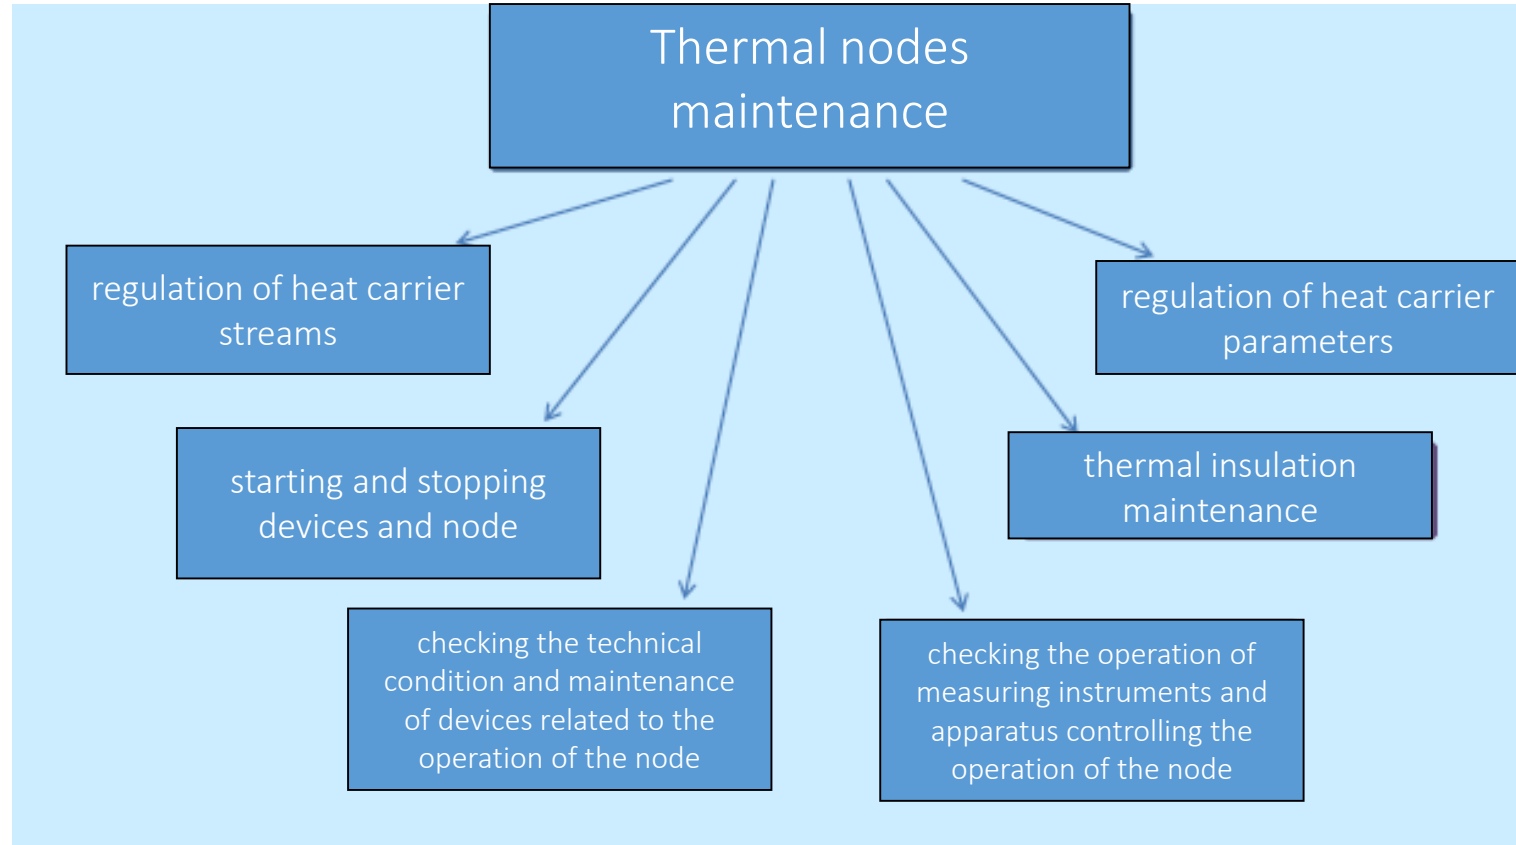 Thermal nodes
maintenance
regulation of heat carrier
streams
regulation of heat carrier
parameters
starting and stopping
devices and node
thermal insulation
maintenance
checking the technical
condition and maintenance
of devices related to the
operation of the node
checking the operation of
measuring instruments and
apparatus controlling the
operation of the node